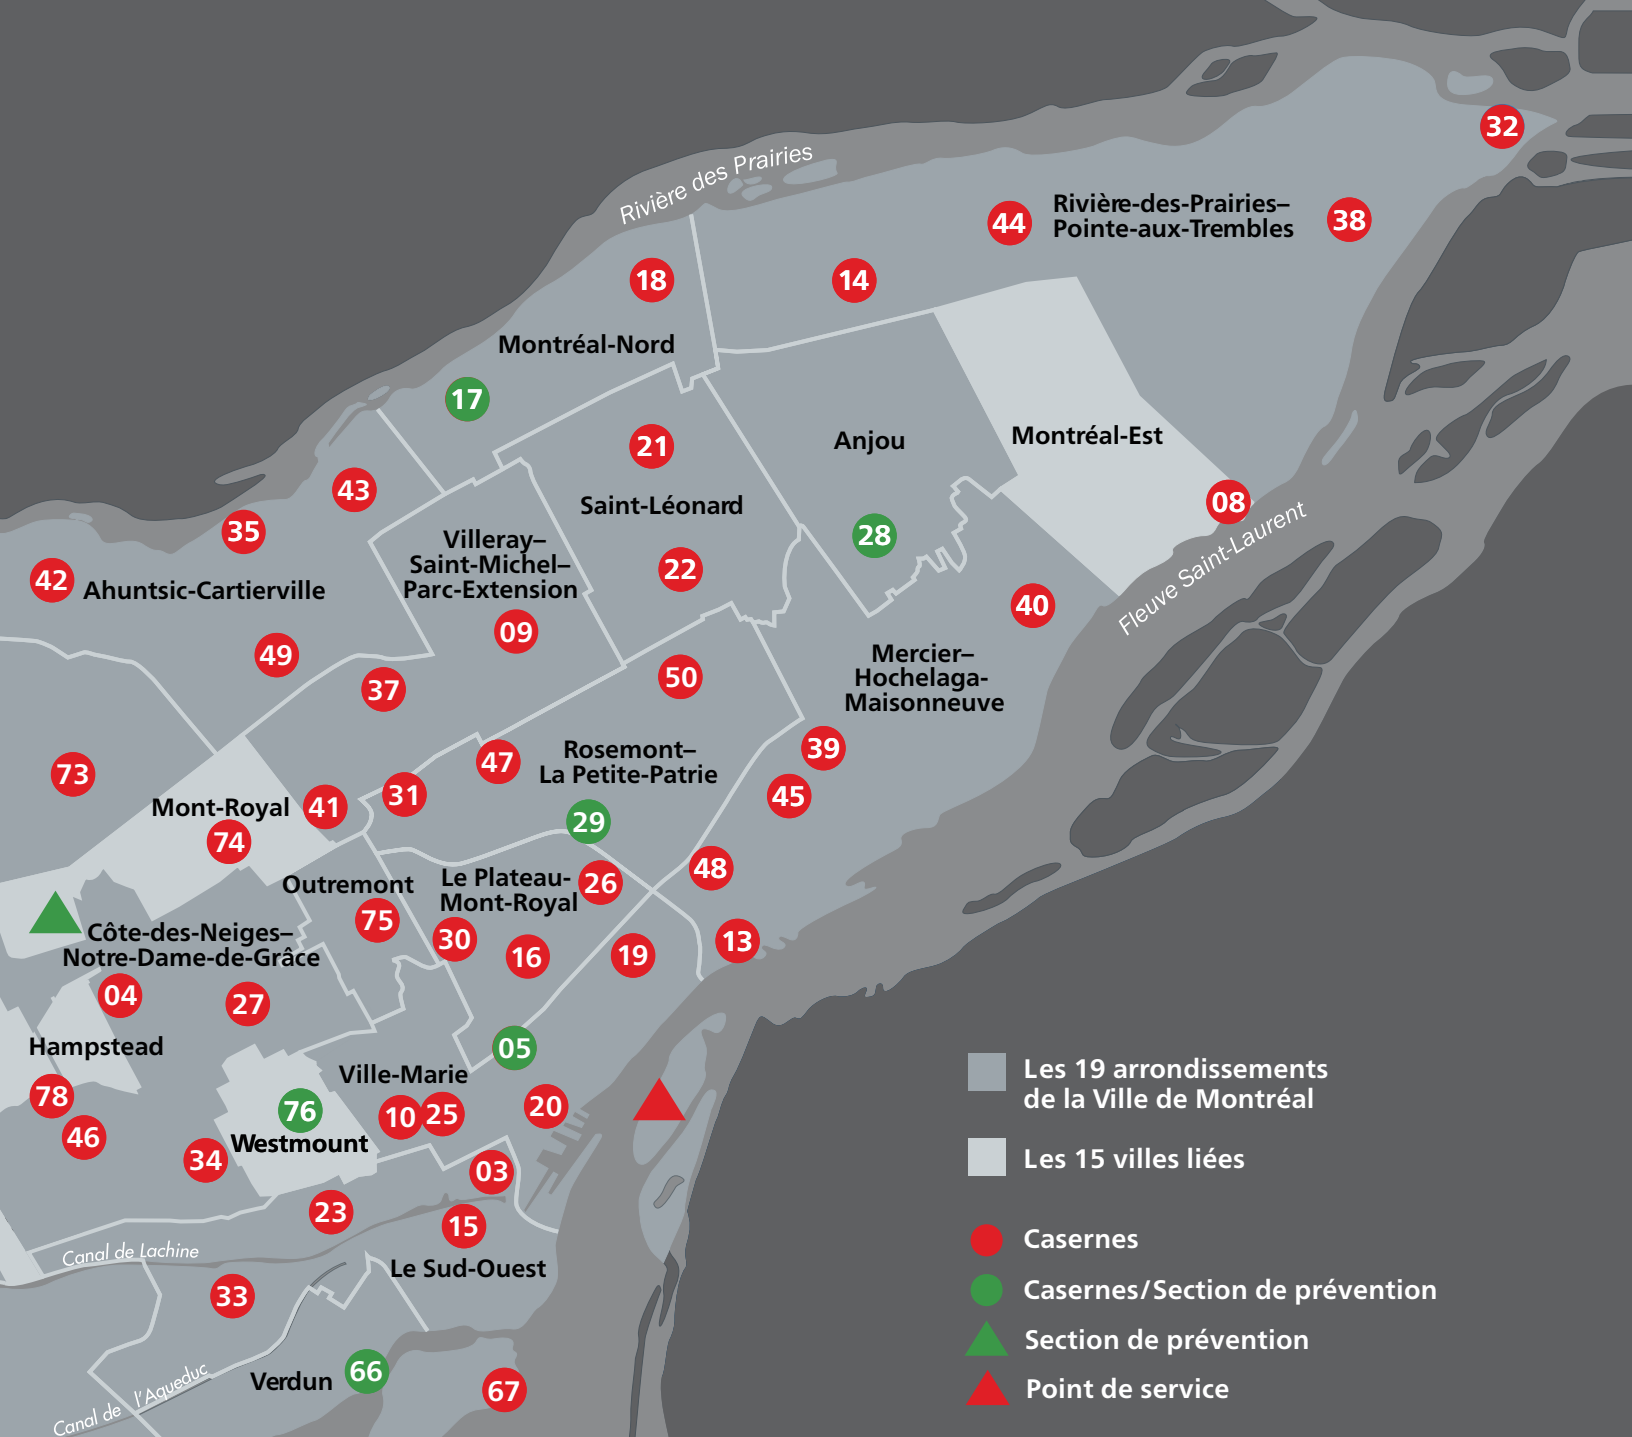 32
Rivière des Prairies
Rivière-des-Prairies–
Pointe-aux-Trembles
44
38
18
14
Montréal-Nord
17
21
Anjou
Montréal-Est
43
08
Saint-Léonard
35
28
Villeray–
Saint-Michel–
Parc-Extension
22
Fleuve Saint-Laurent
42
Ahuntsic-Cartierville
40
09
49
Mercier–
Hochelaga-
Maisonneuve
50
37
39
Rosemont–
La Petite-Patrie
47
73
31
45
Mont-Royal
41
29
74
48
Outremont
Le Plateau-
Mont-Royal
26
75
Côte-des-Neiges–
Notre-Dame-de-Grâce
30
16
19
13
04
27
Hampstead
05
Les 19 arrondissements
de la Ville de Montréal
Ville-Marie
78
76
10
25
20
46
Westmount
34
03
Les 15 villes liées
23
15
Canal de Lachine
Le Sud-Ouest
Casernes
33
Casernes/Section de prévention
Section de prévention
Verdun
66
67
Point de service
Canal de l'Aqueduc